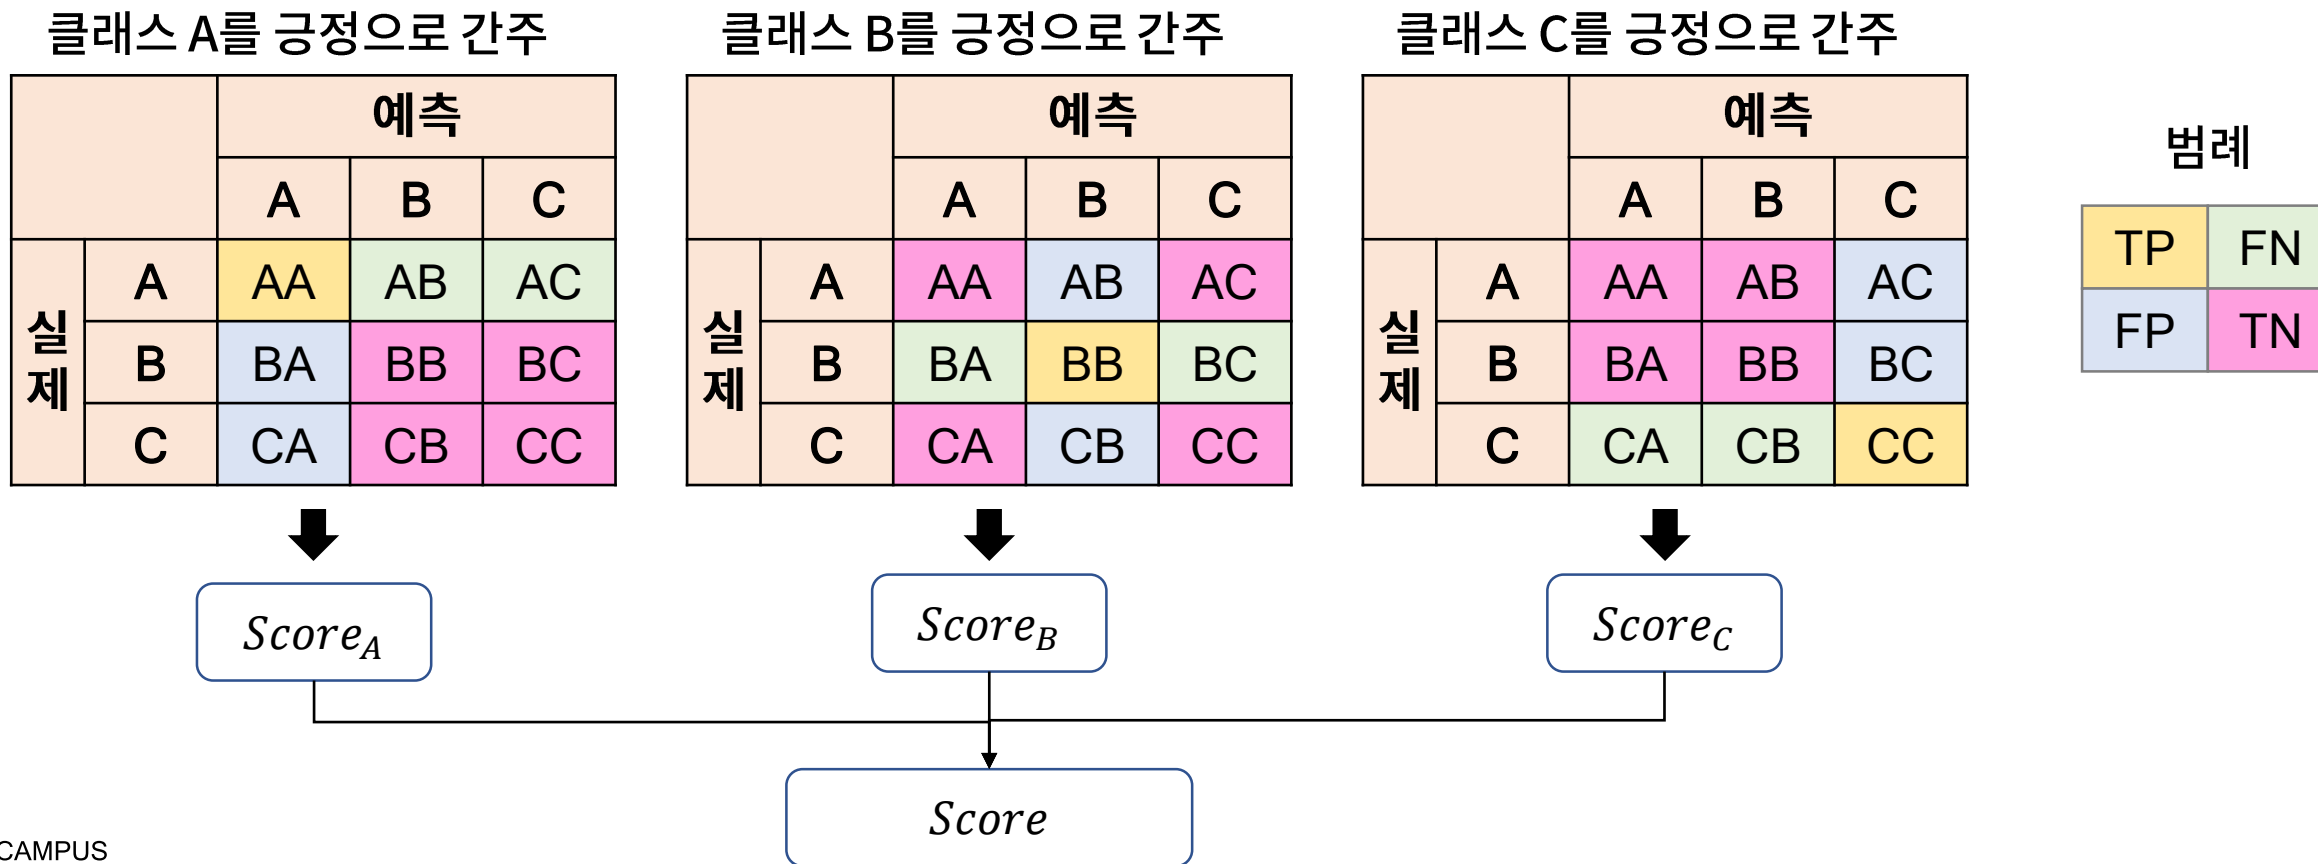 클래스 A를 긍정으로 간주
예측
A B C
실제
A AA AB AC
B BA BB BC
C CA CB CC
Score_A
클래스 B를 긍정으로 간주
예측
A B C
실제
A AA AB AC
B BA BB BC
C CA CB CC
Score_B
클래스 C를 긍정으로 간주
예측
A B C
실제
A AA AB AC
B BA BB BC
C CA CB CC
Score_C
범례
TP FN
FP TN
Score
CAMPUS